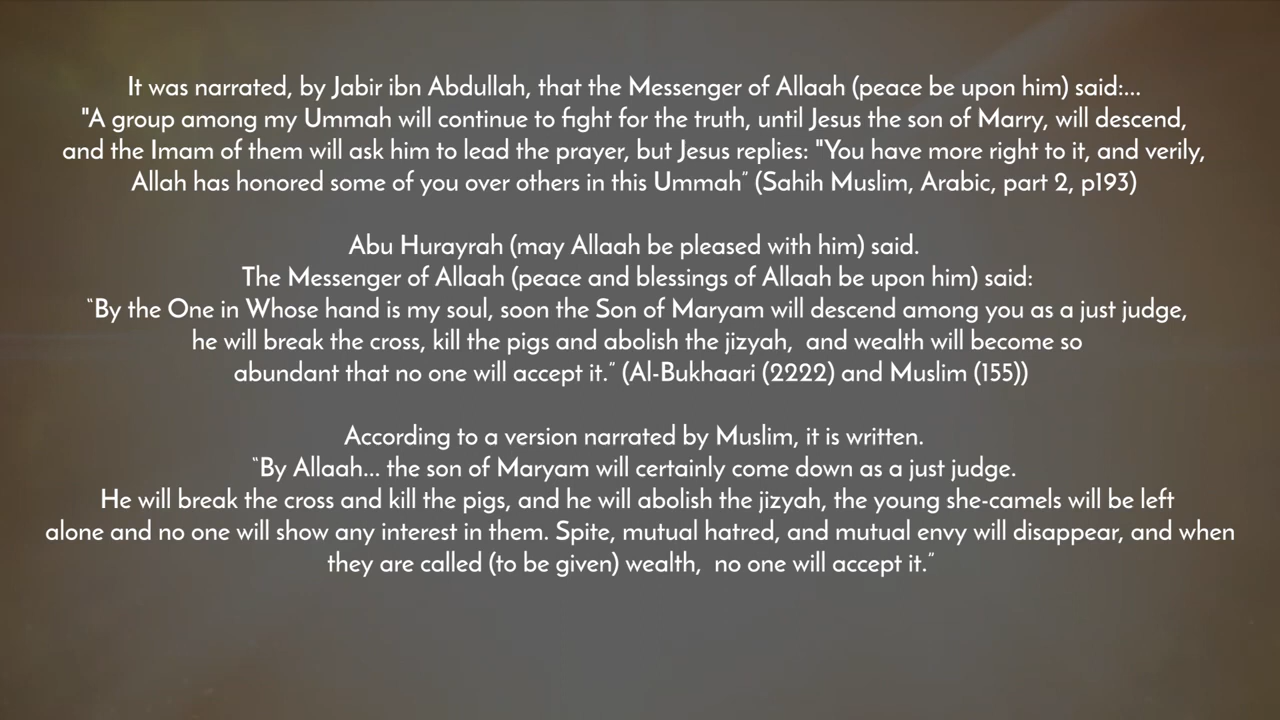 It was narrated, by Jabir ibn Abdullah, that the Messenger of Allaah (peace be upon him) said:...
"A group among my Ummah will continue to fight for the truth, until Jesus the son of Marry, will descend,
and the Imam of them will ask him to lead the prayer, but Jesus replies: "You have more right to it, and verily,
Allah has honored some of you over others in this Ummah” (Sahih Muslim, Arabic, part 2, p193)
Abu Hurayrah (may Allaah be pleased with him) said.
The Messenger of Allaah (peace and blessings of Allaah be upon him) said:
“By the One in Whose hand is my soul, soon the Son of Maryam will descend among you as a just judge,
he will break the cross, kill the pigs and abolish the jizyah,  and wealth will become so
abundant that no one will accept it.” (Al-Bukhaari (2222) and Muslim (155))
According to a version narrated by Muslim, it is written.
“By Allaah... the son of Maryam will certainly come down as a just judge.
He will break the cross and kill the pigs, and he will abolish the jizyah, the young she-camels will be left
alone and no one will show any interest in them. Spite, mutual hatred, and mutual envy will disappear, and when
they are called (to be given) wealth,  no one will accept it.”